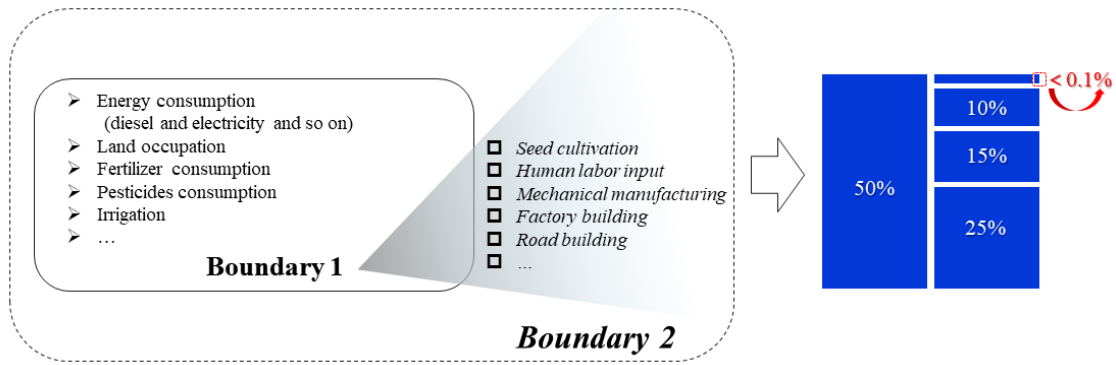 Energy consumption
(diesel and electricity and so on)
Land occupation
Fertilizer consumption
Pesticides consumption
Irrigation
…
Boundary 1
Seed cultivation
Human labor input
Mechanical manufacturing
Factory building
Road building
…
Boundary 2
50%
< 0.1%
10%
15%
25%